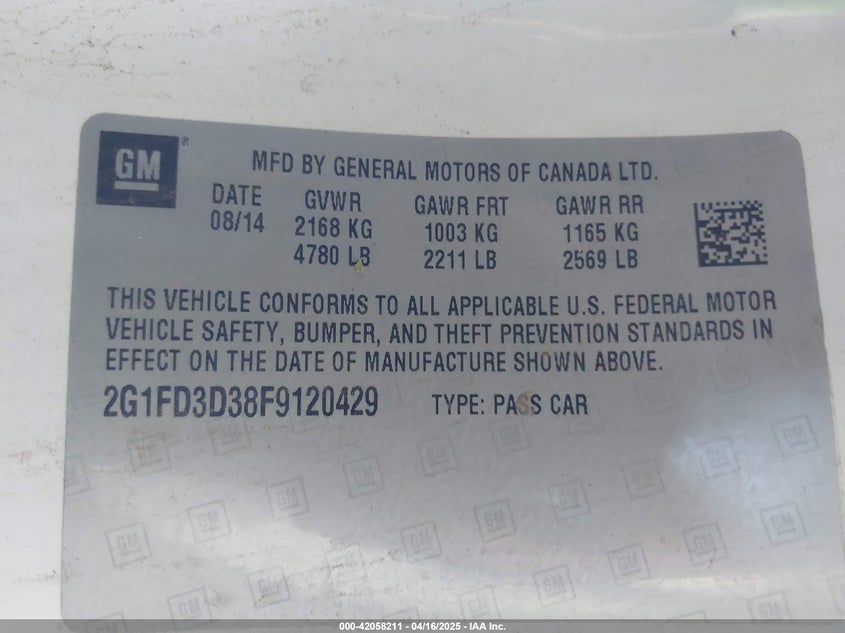 GM
MFD BY GENERAL MOTORS OF CANADA LTD.
DATE GVWR GAWR FRT GAWR RR
08/14 2168 KG 1003 KG 1165 KG
4780 LB 2211 LB 2569 LB
THIS VEHICLE CONFORMS TO ALL APPLICABLE U.S. FEDERAL MOTOR
VEHICLE SAFETY, BUMPER, AND THEFT PREVENTION STANDARDS IN
EFFECT ON THE DATE OF MANUFACTURE SHOWN ABOVE.
2G1FD3D38F9120429 TYPE: PASS CAR
000-42058211 - 04/16/2025 - IAA Inc.